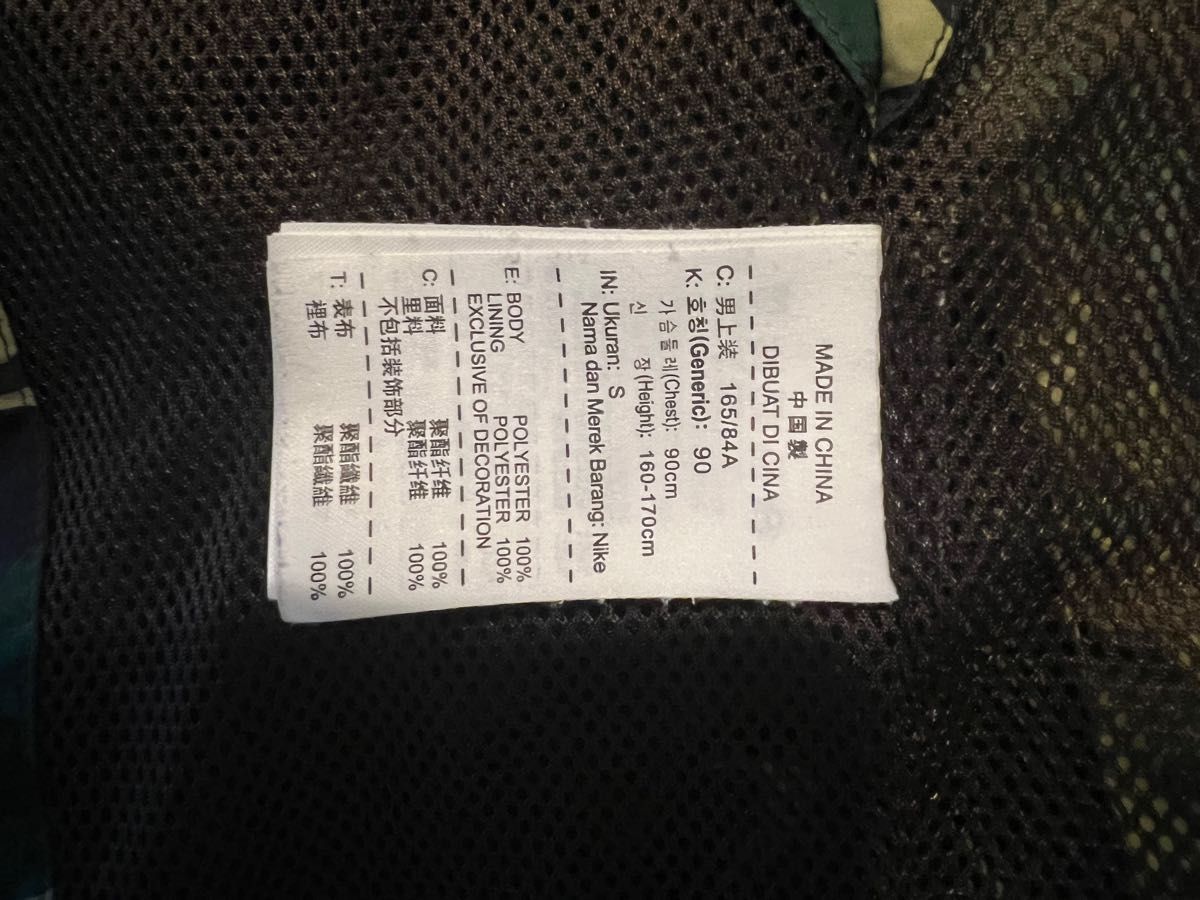 MADE IN CHINA
中国製
DIBUAT DI CINA
C: 男上装 165/84A
K: 호칭(Generic): 90
가슴둘레(Chest): 90cm
신 장(Height): 160-170cm
IN: Ukuran: S
Nama dan Merek Barang: Nike
E: BODY POLYESTER 100%
LINING POLYESTER 100%
EXCLUSIVE OF DECORATION
C: 面料 聚酯纤维 100%
里料 聚酯纤维 100%
不包括装饰部分
T: 表布 聚酯纖維 100%
裡布 聚酯纖維 100%